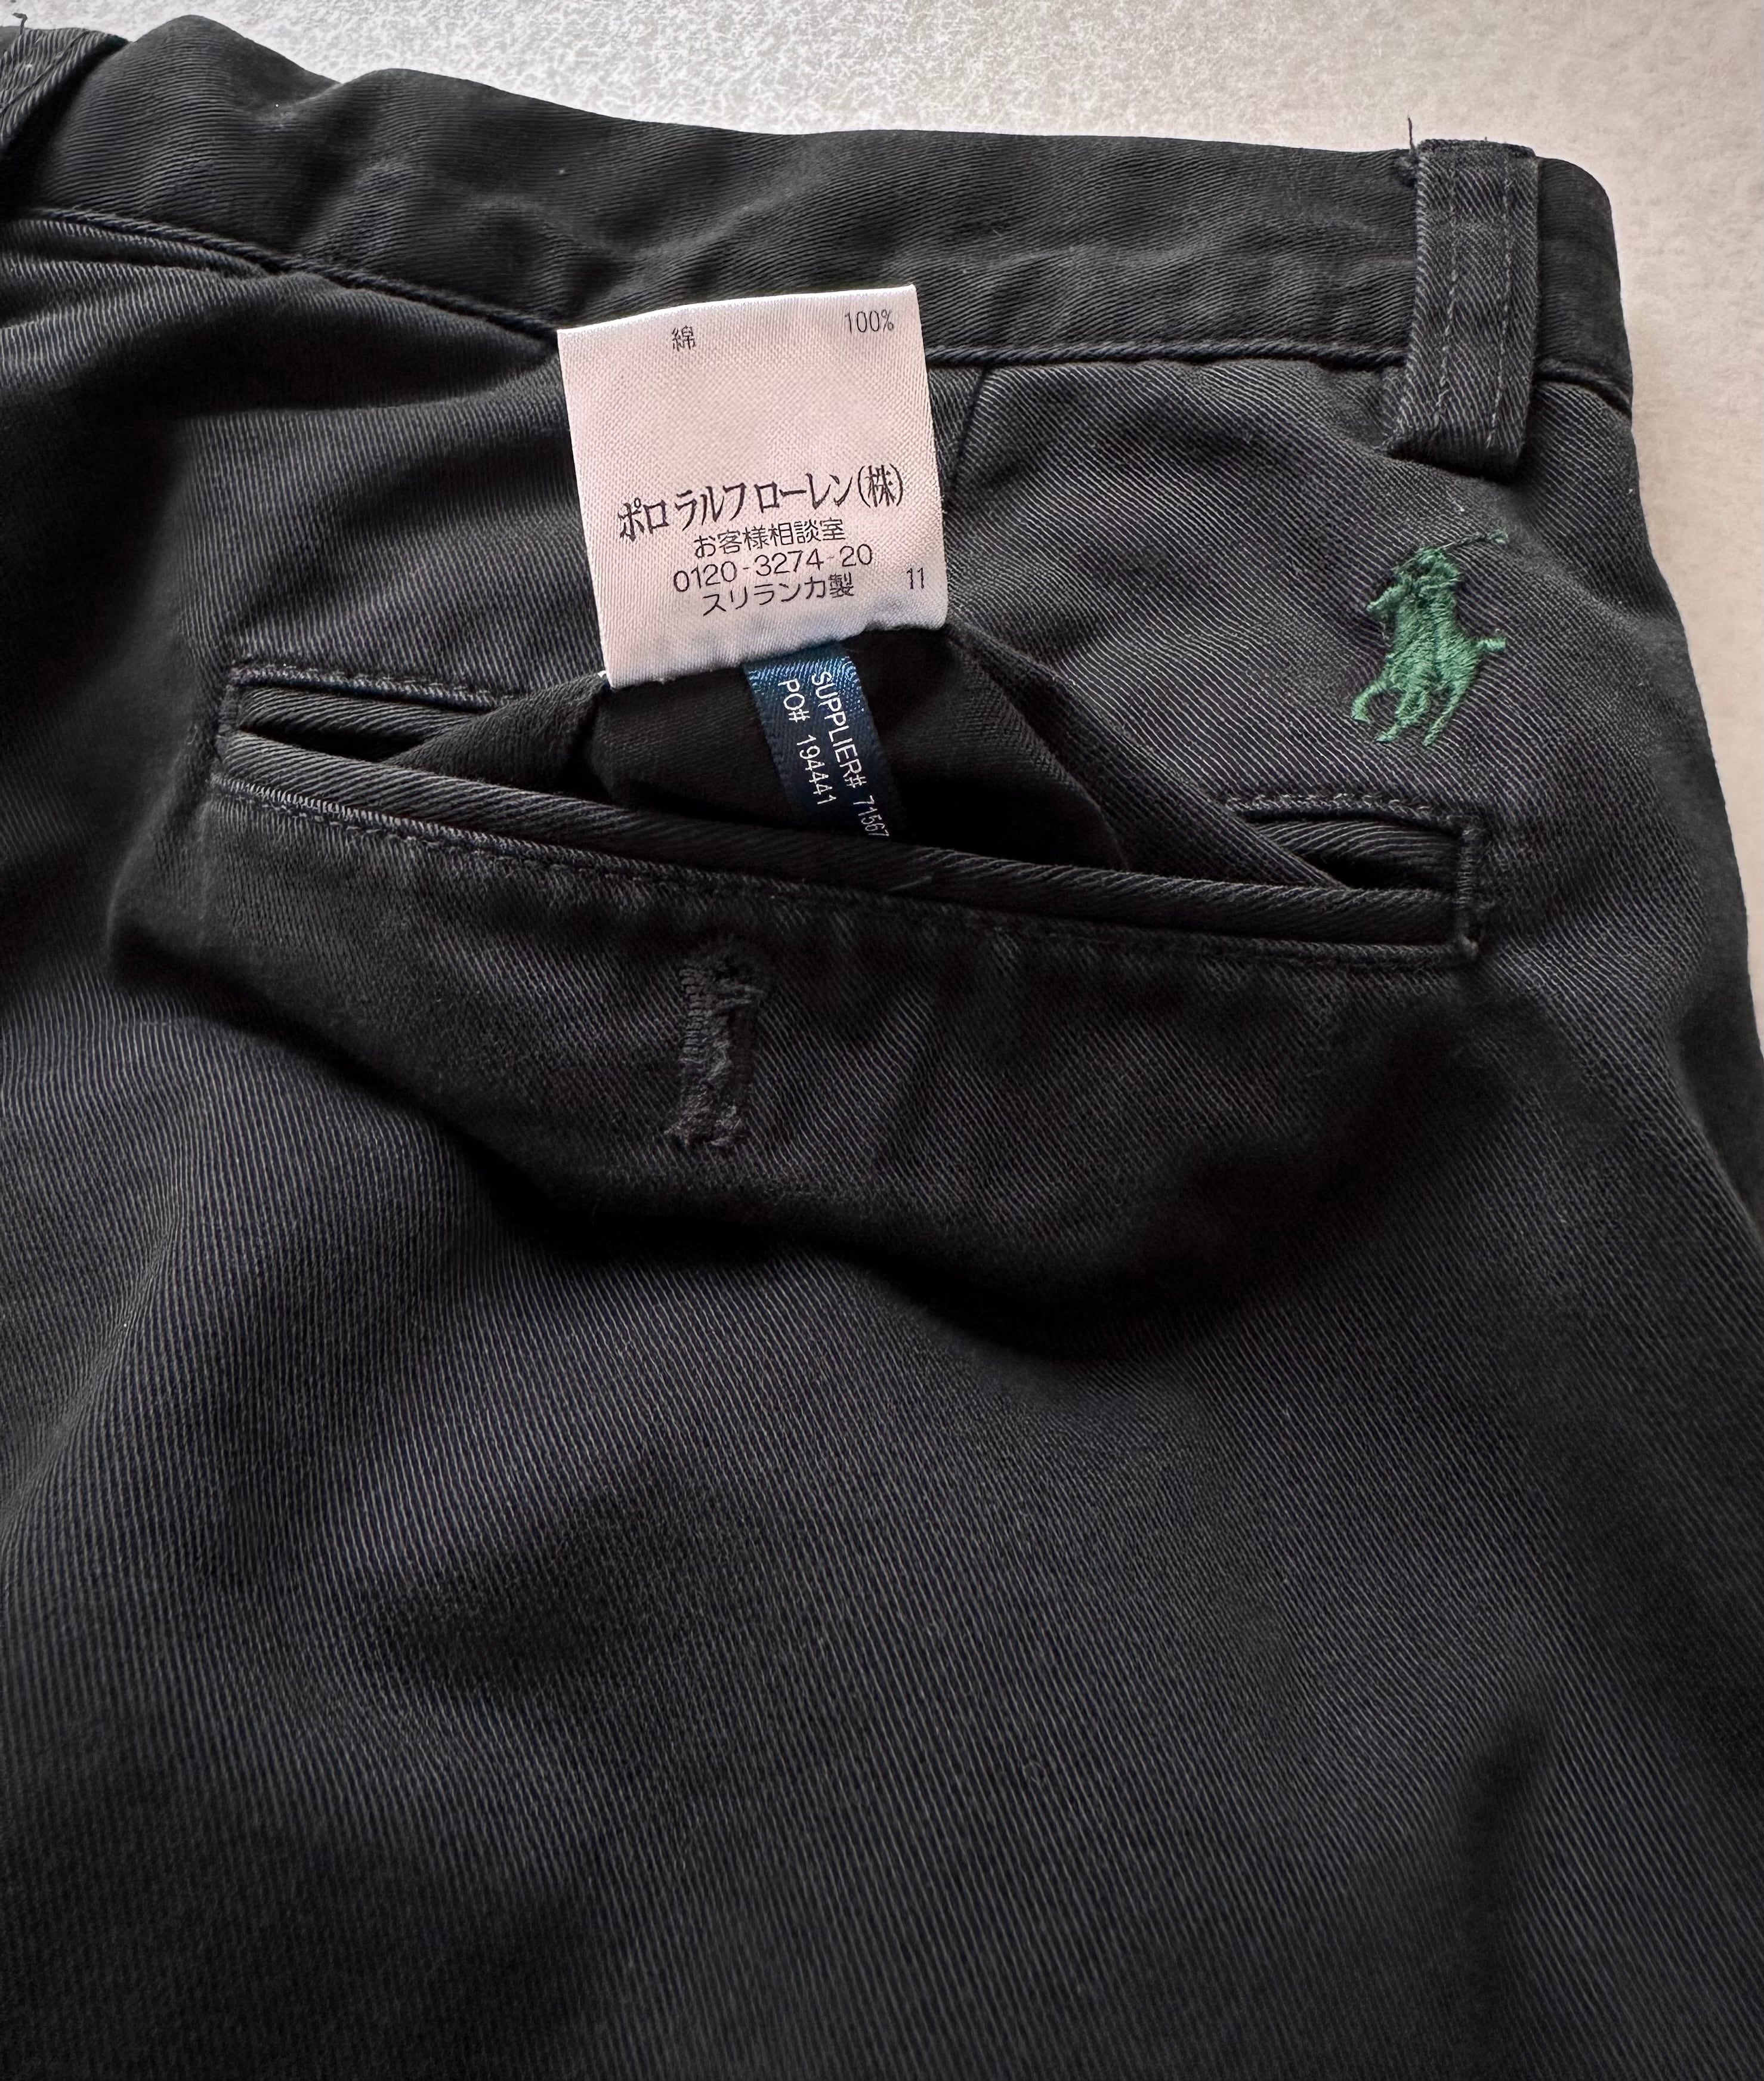 綿 100%
ポロ ラルフ ローレン(株)
お客様相談室
0120-3274-20
スリランカ製 11
SUPPLIER# 71567
PO# 194441